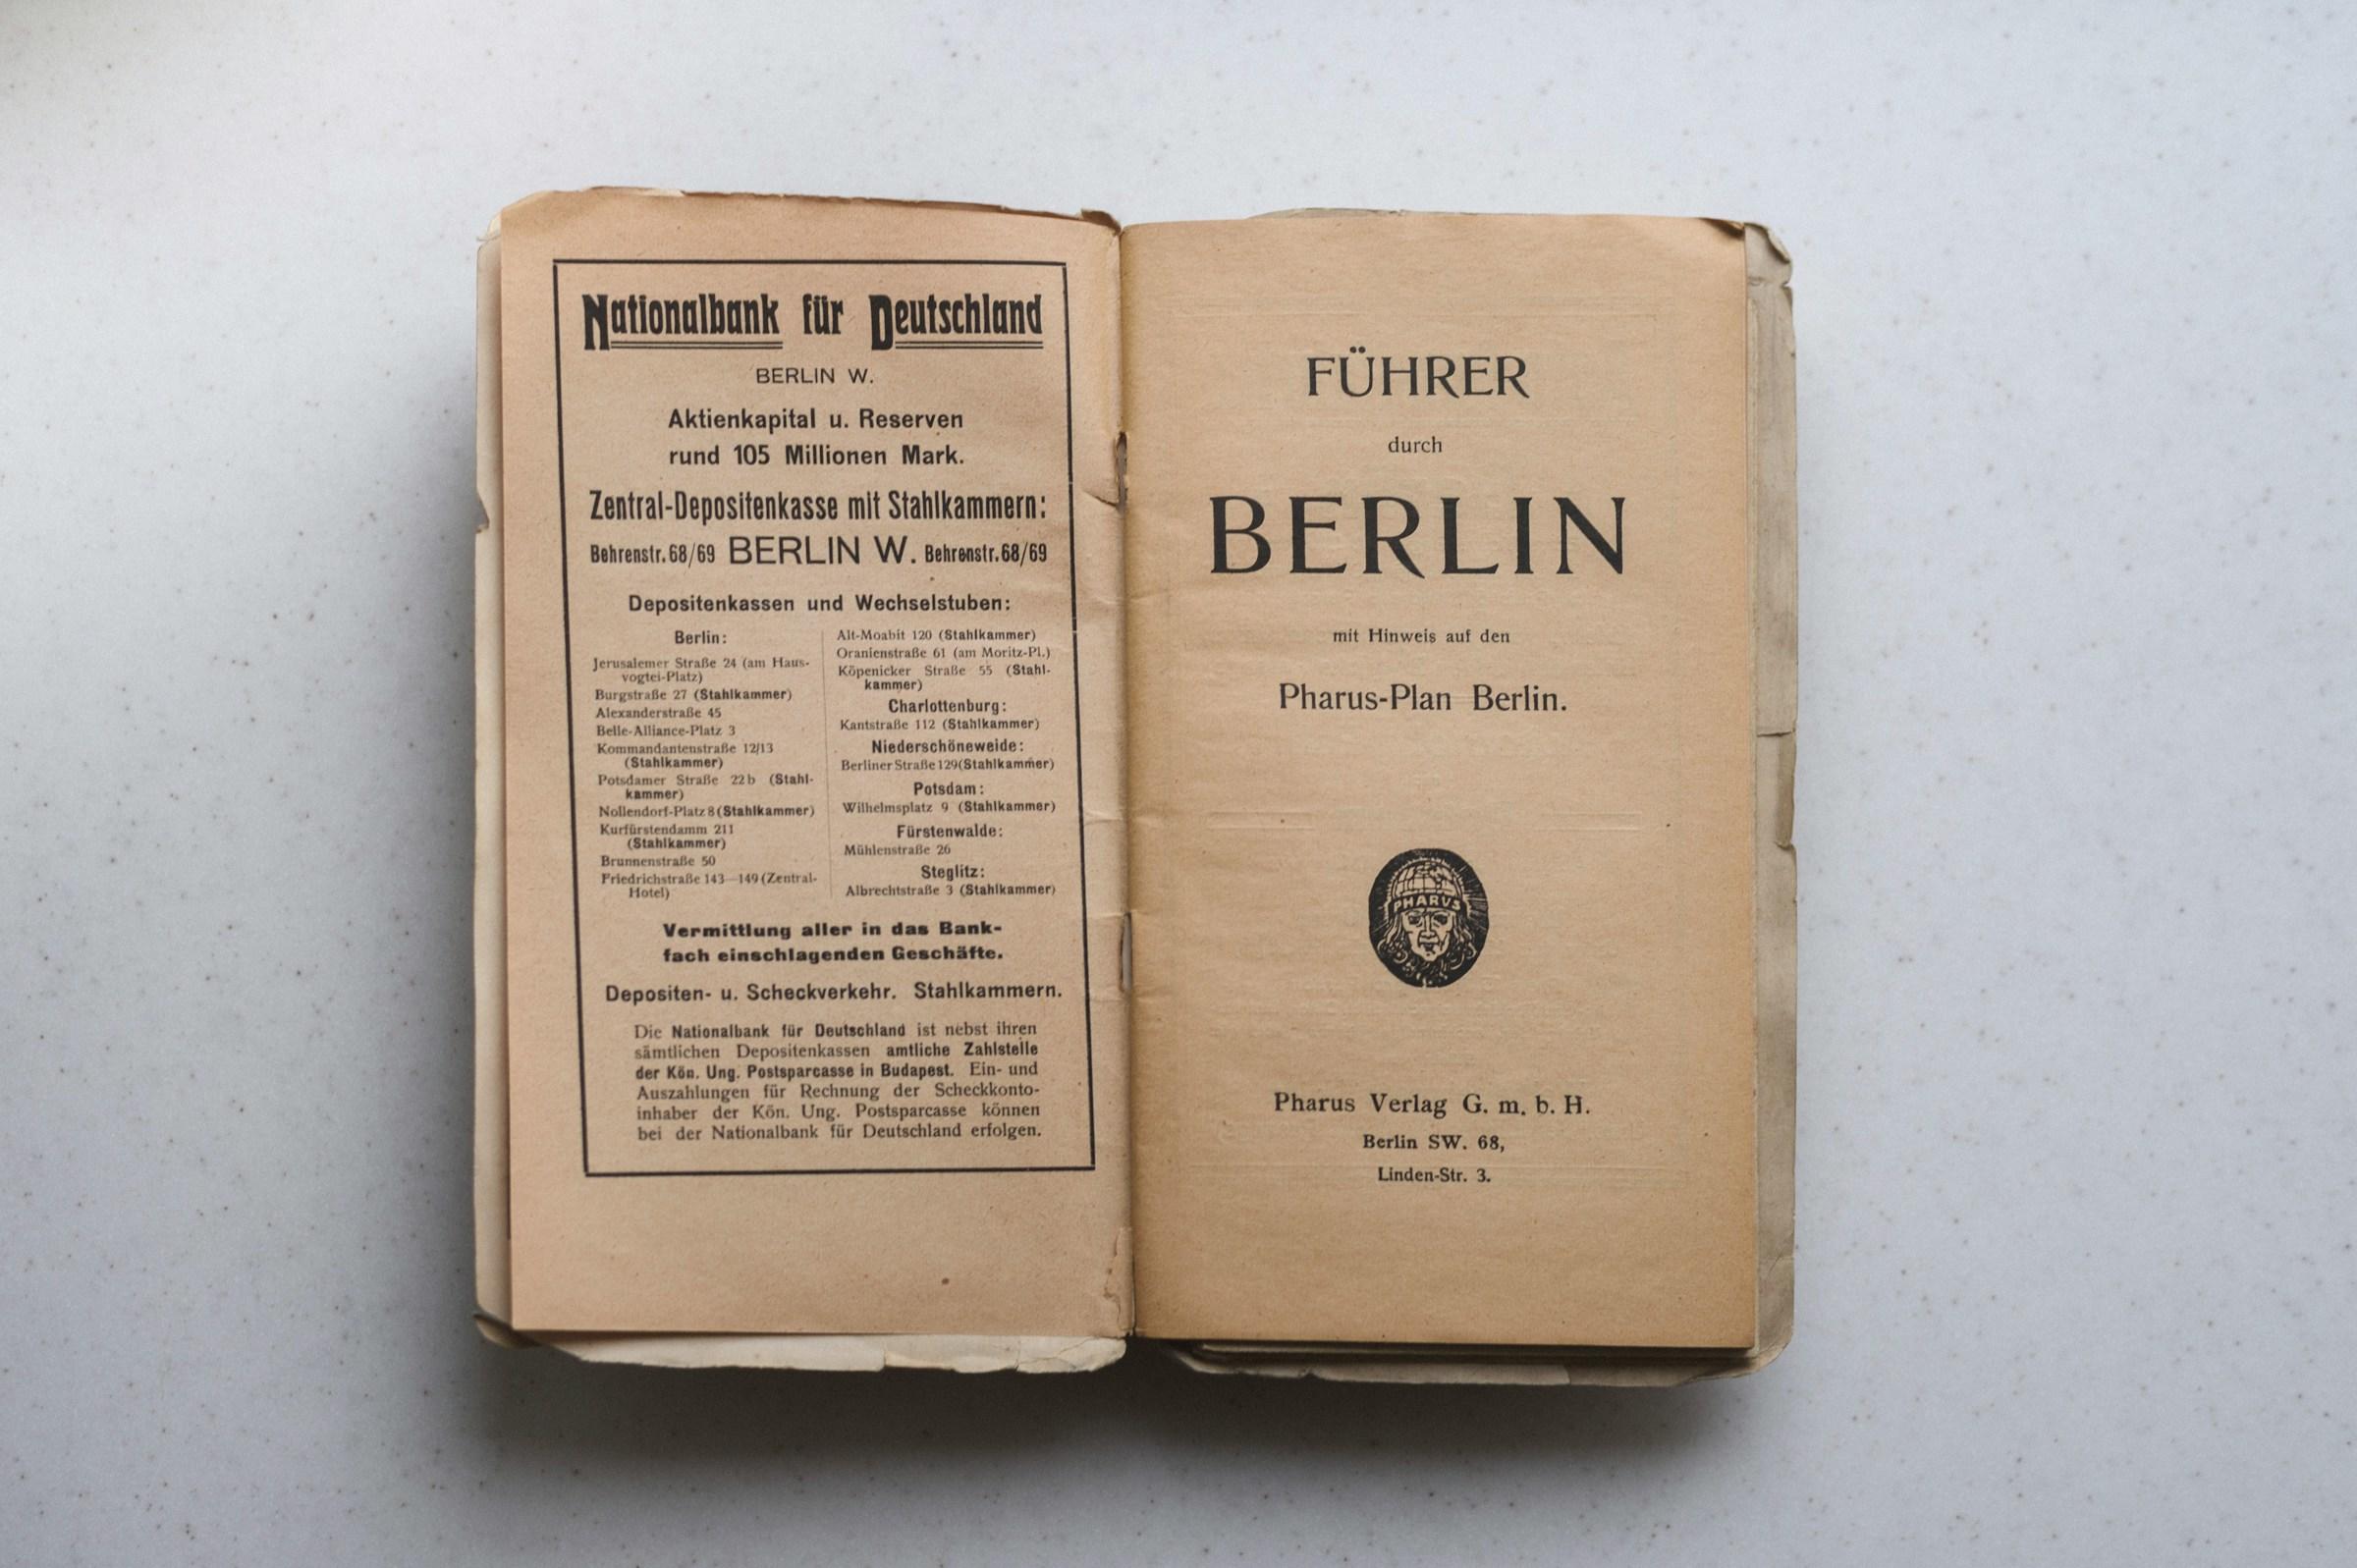 Nationalbank für Deutschland
BERLIN W.
Aktienkapital u. Reserven
rund 105 Millionen Mark.
Zentral-Depositenkasse mit Stahlkammern:
Behrenstr. 68/69 BERLIN W. Behrenstr. 68/69
Depositenkassen und Wechselstuben:
Berlin:
Jerusalemer Straße 24 (am Haus-
vogtei-Platz)
Burgstraße 27 (Stahlkammer)
Alexanderstraße 45
Belle-Alliance-Platz 3
Kommandantenstraße 12/13
(Stahlkammer)
Potsdamer Straße 22b (Stahl-
kammer)
Nollendorf-Platz 8 (Stahlkammer)
Kurfürstendamm 211
(Stahlkammer)
Brunnenstraße 50
Friedrichstraße 143—149 (Zentral-
Hotel)
Alt-Moabit 120 (Stahlkammer)
Oranienstraße 61 (am Moritz-Pl.)
Köpenicker Straße 55 (Stahl-
kammer)
Charlottenburg:
Kantstraße 112 (Stahlkammer)
Niederschöneweide:
Berliner Straße 129 (Stahlkammer)
Potsdam:
Wilhelmsplatz 9 (Stahlkammer)
Fürstenwalde:
Mühlenstraße 26
Steglitz:
Albrechtstraße 3 (Stahlkammer)
Vermittlung aller in das Bank-
fach einschlagenden Geschäfte.
Depositen- u. Scheckverkehr. Stahlkammern.
Die Nationalbank für Deutschland ist nebst ihren
sämtlichen Depositenkassen amtliche Zahlstelle
der Kön. Ung. Postsparcasse in Budapest. Ein- und
Auszahlungen für Rechnung der Scheckkonto-
inhaber der Kön. Ung. Postsparcasse können
bei der Nationalbank für Deutschland erfolgen.
FÜHRER
durch
BERLIN
mit Hinweis auf den
Pharus-Plan Berlin.
PHARVS
Pharus Verlag G. m. b. H.
Berlin SW. 68,
Linden-Str. 3.